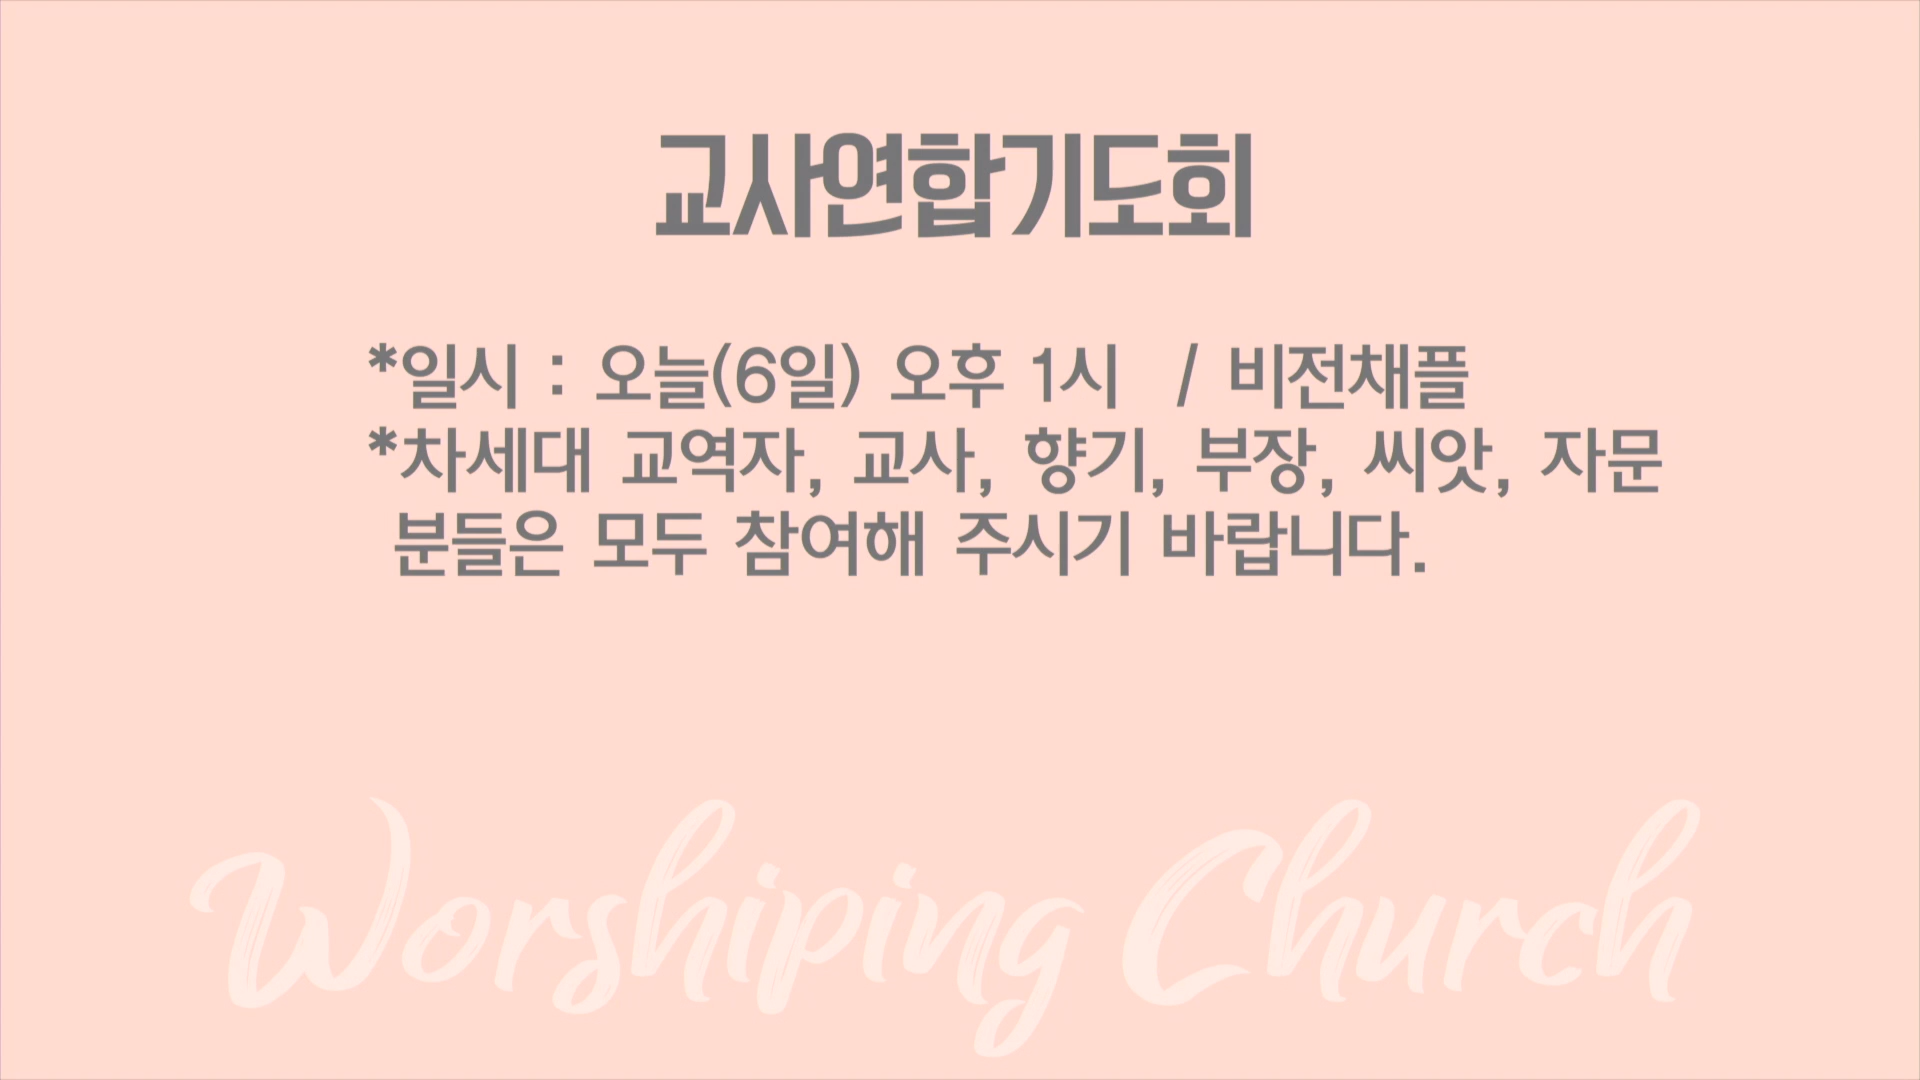 교사연합기도회
*일시 : 오늘(6일) 오후 1시 / 비전채플
*차세대 교역자, 교사, 향기, 부장, 씨앗, 자문
분들은 모두 참여해 주시기 바랍니다.
Worshiping Church